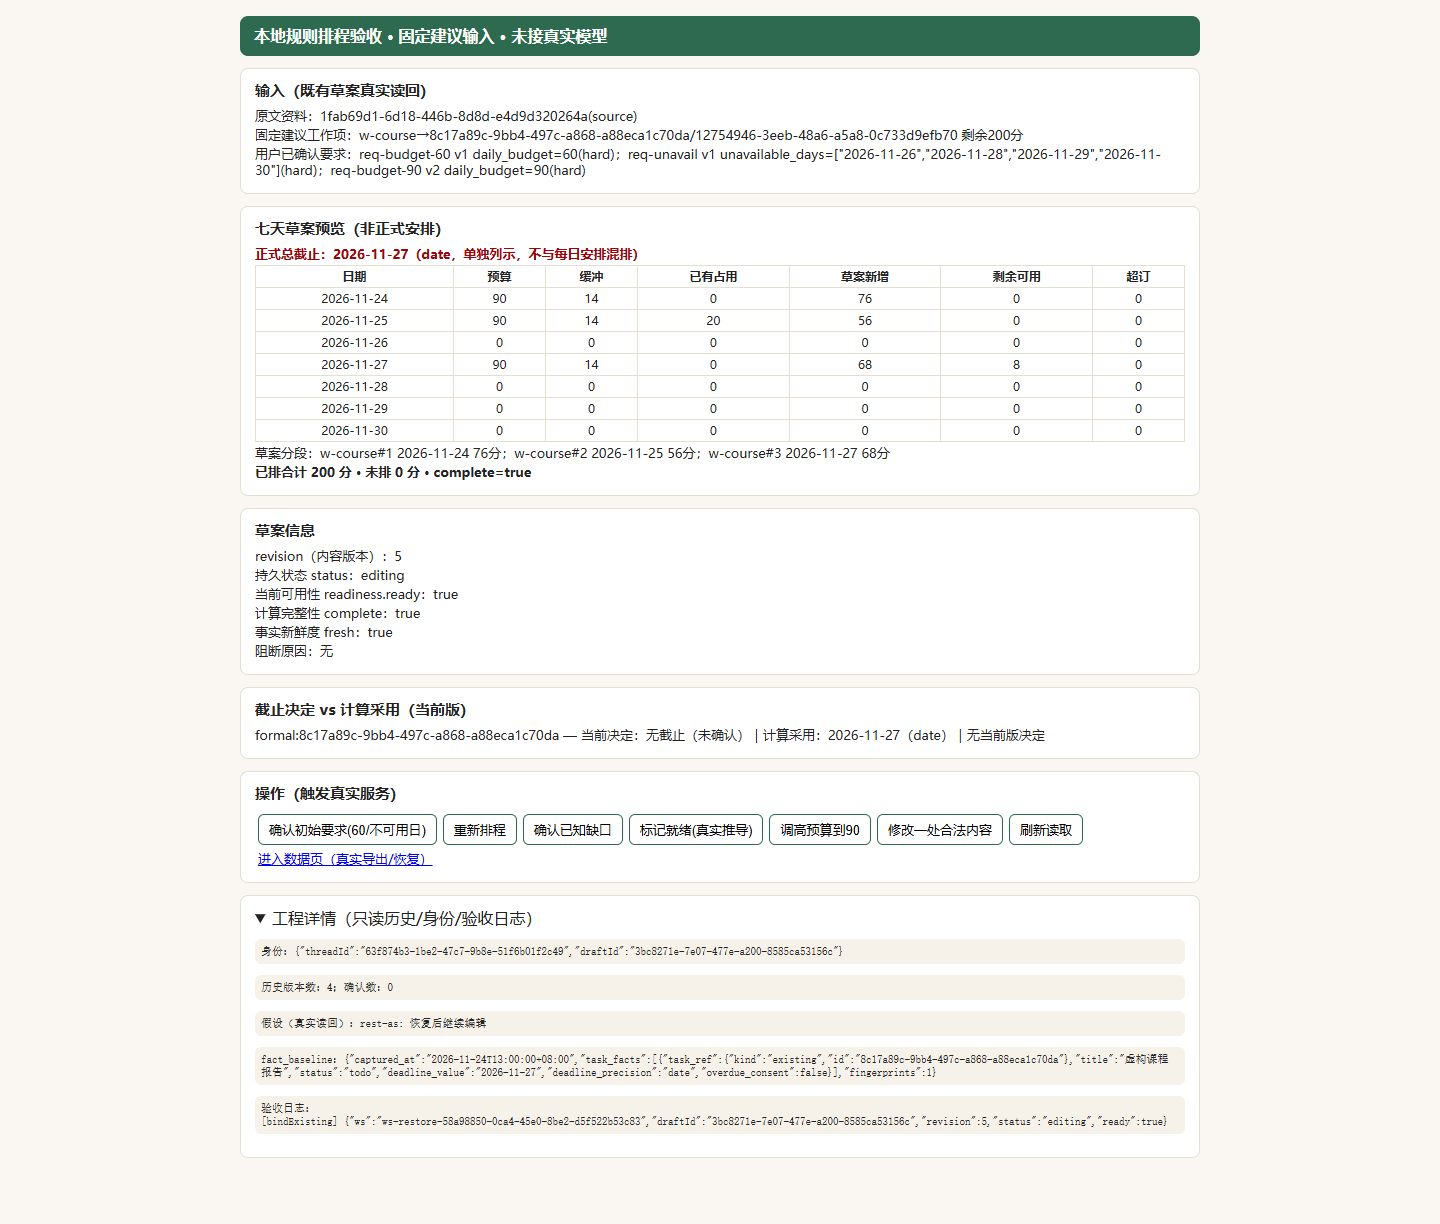 本地规则排程验收 • 固定建议输入 • 未接真实模型
输入（既有草案真实读回）
原文资料：1fab69d1-6d18-446b-8d8d-e4d9d320264a(source)
固定建议工作项：w-course→8c17a89c-9bb4-497c-a868-a88eca1c70da/12754946-3eeb-48a6-a5a8-0c733d9efb70 剩余200分
用户已确认要求：req-budget-60 v1 daily_budget=60(hard)；req-unavail v1 unavailable_days=["2026-11-26","2026-11-28","2026-11-29","2026-11-
30"](hard)；req-budget-90 v2 daily_budget=90(hard)
七天草案预览（非正式安排）
正式总截止：2026-11-27（date，单独列示，不与每日安排混排）
日期 预算 缓冲 已有占用 草案新增 剩余可用 超订
2026-11-24 90 14 0 76 0 0
2026-11-25 90 14 20 56 0 0
2026-11-26 0 0 0 0 0 0
2026-11-27 90 14 0 68 8 0
2026-11-28 0 0 0 0 0 0
2026-11-29 0 0 0 0 0 0
2026-11-30 0 0 0 0 0 0
草案分段：w-course#1 2026-11-24 76分；w-course#2 2026-11-25 56分；w-course#3 2026-11-27 68分
已排合计 200 分 • 未排 0 分 • complete=true
草案信息
revision（内容版本）：5
持久状态 status：editing
当前可用性 readiness.ready：true
计算完整性 complete：true
事实新鲜度 fresh：true
阻断原因：无
截止决定 vs 计算采用（当前版）
formal:8c17a89c-9bb4-497c-a868-a88eca1c70da — 当前决定：无截止（未确认）｜计算采用：2026-11-27（date）｜无当前版决定
操作（触发真实服务）
确认初始要求(60/不可用日) 重新排程 确认已知缺口 标记就绪(真实推导) 调高预算到90 修改一处合法内容 刷新读取
进入数据页（真实导出/恢复）
▼ 工程详情（只读历史/身份/验收日志）
身份: {"threadId":"63f874b3-1be2-47c7-9b8e-51f6b01f2c49","draftId":"3bc8271e-7e07-477e-a200-8585ca53156c"}
历史版本数: 4; 确认数: 0
假设（真实读回）: rest-as: 恢复后继续编辑
fact_baseline: {"captured_at":"2026-11-24T13:00:00+08:00","task_facts":[{"task_ref":{"kind":"existing","id":"8c17a89c-9bb4-497c-a868-a88eca1c70da"},"title":"虚构课程
报告","status":"todo","deadline_value":"2026-11-27","deadline_precision":"date","overdue_consent":false}],"fingerprints":1}
验收日志:
[bindExisting] {"ws":"ws-restore-58a98850-0ca4-45e0-8be2-d5f522b53c83","draftId":"3bc8271e-7e07-477e-a200-8585ca53156c","revision":5,"status":"editing","ready":true}